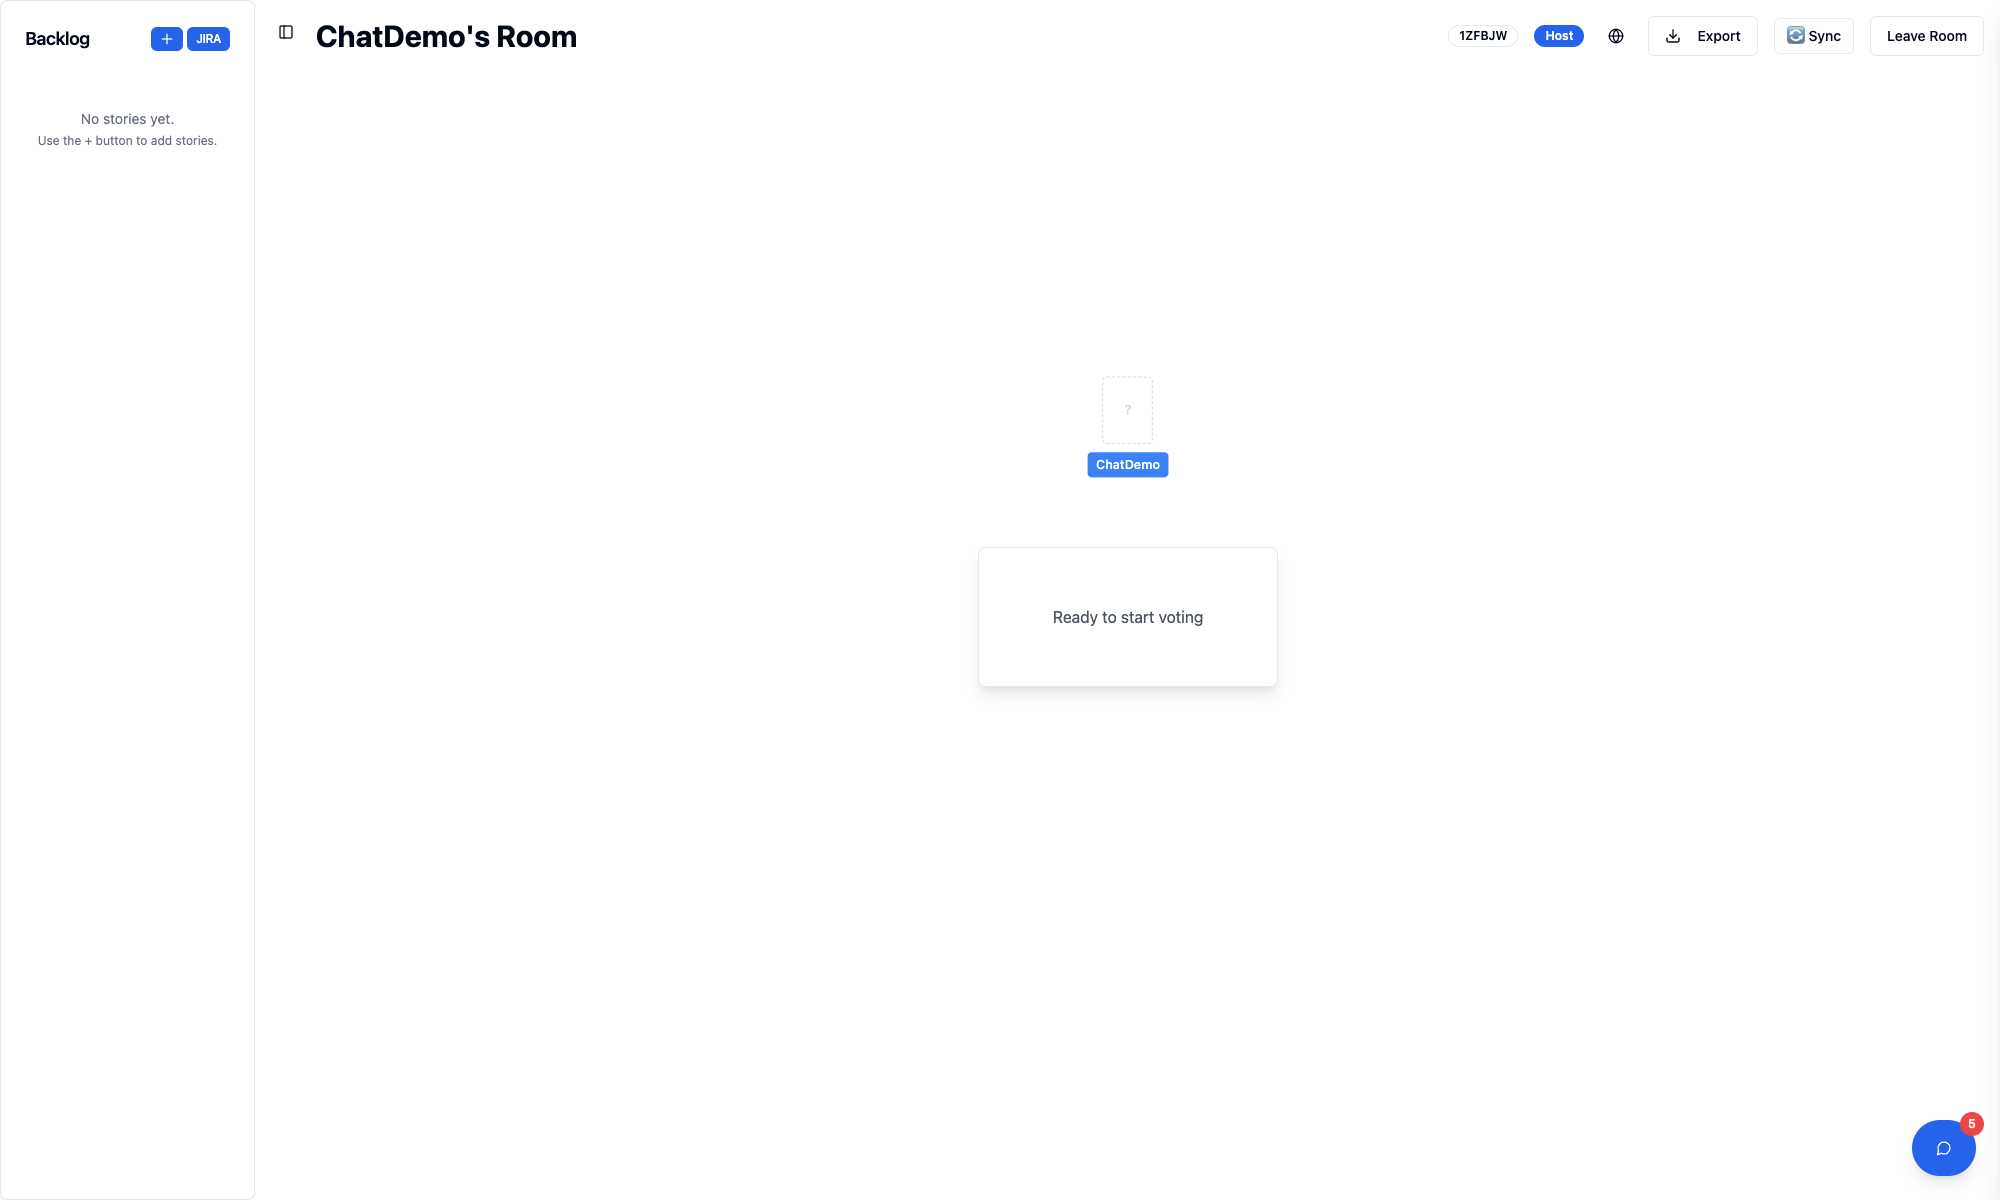 Backlog
JIRA
No stories yet.
Use the + button to add stories.
ChatDemo's Room
1ZFBJW
Host
Export
Sync
Leave Room
?
ChatDemo
Ready to start voting
5